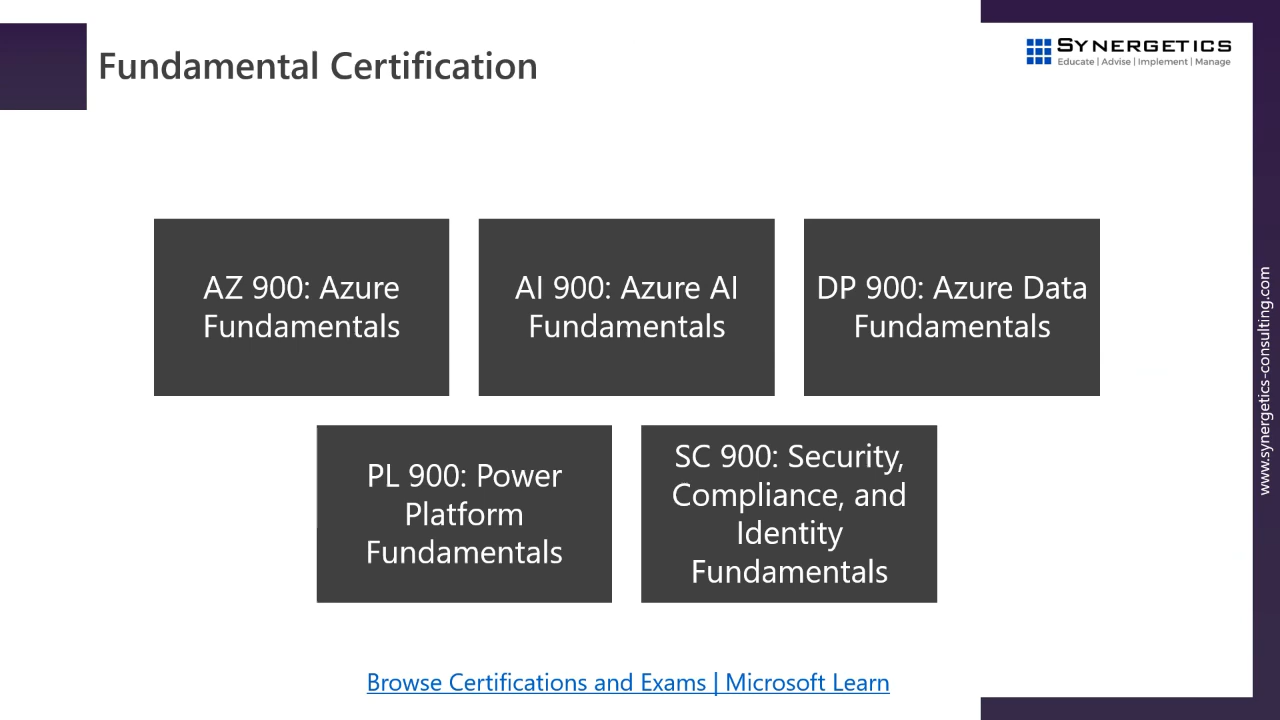 Fundamental Certification
SYNERGETICS
Educate | Advise | Implement | Manage
AZ 900: Azure
Fundamentals
AI 900: Azure AI
Fundamentals
DP 900: Azure Data
Fundamentals
PL 900: Power
Platform
Fundamentals
SC 900: Security,
Compliance, and
Identity
Fundamentals
Browse Certifications and Exams | Microsoft Learn
www.synergetics-consulting.com